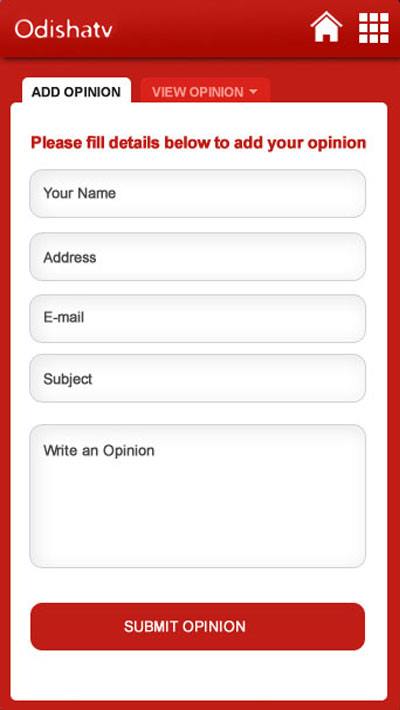 Odishatv
ADD OPINION
VIEW OPINION
Please fill details below to add your opinion
Your Name
Address
E-mail
Subject
Write an Opinion
SUBMIT OPINION